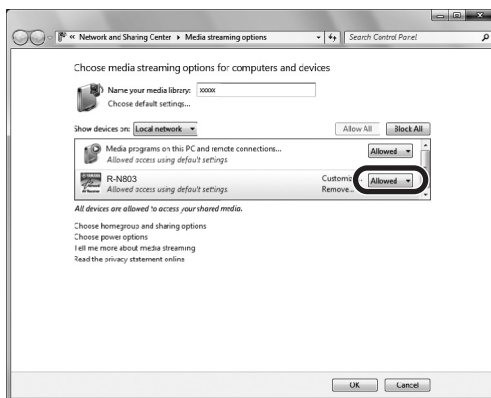 « Network and Sharing Center ▸ Media streaming options
Search Control Panel
Choose media streaming options for computers and devices
Name your media library: xxxxx
Choose default settings...
Show devices on: Local network
Allow All Block All
Media programs on this PC and remote connections...
Allowed access using default settings.
Allowed
R-N803
Allowed access using default settings.
Customize...
Remove...
Allowed
All devices are allowed to access your shared media.
Choose homegroup and sharing options
Choose power options
Tell me more about media streaming
Read the privacy statement online
OK Cancel